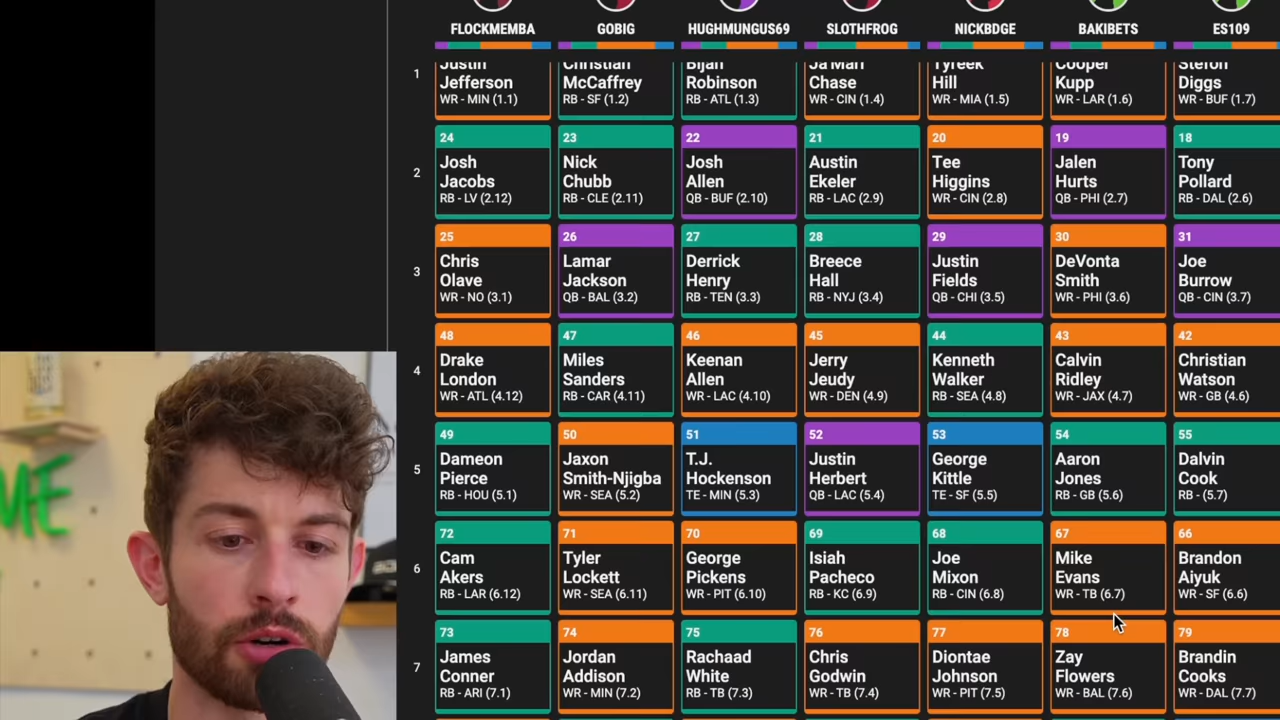 FLOCKMEMBA GOBIG HUGHMUNGUS69 SLOTHFROG NICKBDGE BAKIBETS ES109
1
Justin Christian Bijan Ja'Marr Tyreek Cooper Stefon
Jefferson McCaffrey Robinson Chase Hill Kupp Diggs
WR - MIN (1.1) RB - SF (1.2) RB - ATL (1.3) WR - CIN (1.4) WR - MIA (1.5) WR - LAR (1.6) WR - BUF (1.7)
24 23 22 21 20 19 18
2
Josh Nick Josh Austin Tee Jalen Tony
Jacobs Chubb Allen Ekeler Higgins Hurts Pollard
RB - LV (2.12) RB - CLE (2.11) QB - BUF (2.10) RB - LAC (2.9) WR - CIN (2.8) QB - PHI (2.7) RB - DAL (2.6)
25 26 27 28 29 30 31
3
Chris Lamar Derrick Breece Justin DeVonta Joe
Olave Jackson Henry Hall Fields Smith Burrow
WR - NO (3.1) QB - BAL (3.2) RB - TEN (3.3) RB - NYJ (3.4) QB - CHI (3.5) WR - PHI (3.6) QB - CIN (3.7)
48 47 46 45 44 43 42
4
Drake Miles Keenan Jerry Kenneth Calvin Christian
London Sanders Allen Jeudy Walker Ridley Watson
WR - ATL (4.12) RB - CAR (4.11) WR - LAC (4.10) WR - DEN (4.9) RB - SEA (4.8) WR - JAX (4.7) WR - GB (4.6)
49 50 51 52 53 54 55
5
Dameon Jaxon T.J. Justin George Aaron Dalvin
Pierce Smith-Njigba Hockenson Herbert Kittle Jones Cook
RB - HOU (5.1) WR - SEA (5.2) TE - MIN (5.3) QB - LAC (5.4) TE - SF (5.5) RB - GB (5.6) RB - (5.7)
72 71 70 69 68 67 66
6
Cam Tyler George Isiah Joe Mike Brandon
Akers Lockett Pickens Pacheco Mixon Evans Aiyuk
RB - LAR (6.12) WR - SEA (6.11) WR - PIT (6.10) RB - KC (6.9) RB - CIN (6.8) WR - TB (6.7) WR - SF (6.6)
73 74 75 76 77 78 79
7
James Jordan Rachaad Chris Diontae Zay Brandin
Conner Addison White Godwin Johnson Flowers Cooks
RB - ARI (7.1) WR - MIN (7.2) RB - TB (7.3) WR - TB (7.4) WR - PIT (7.5) WR - BAL (7.6) WR - DAL (7.7)
ME